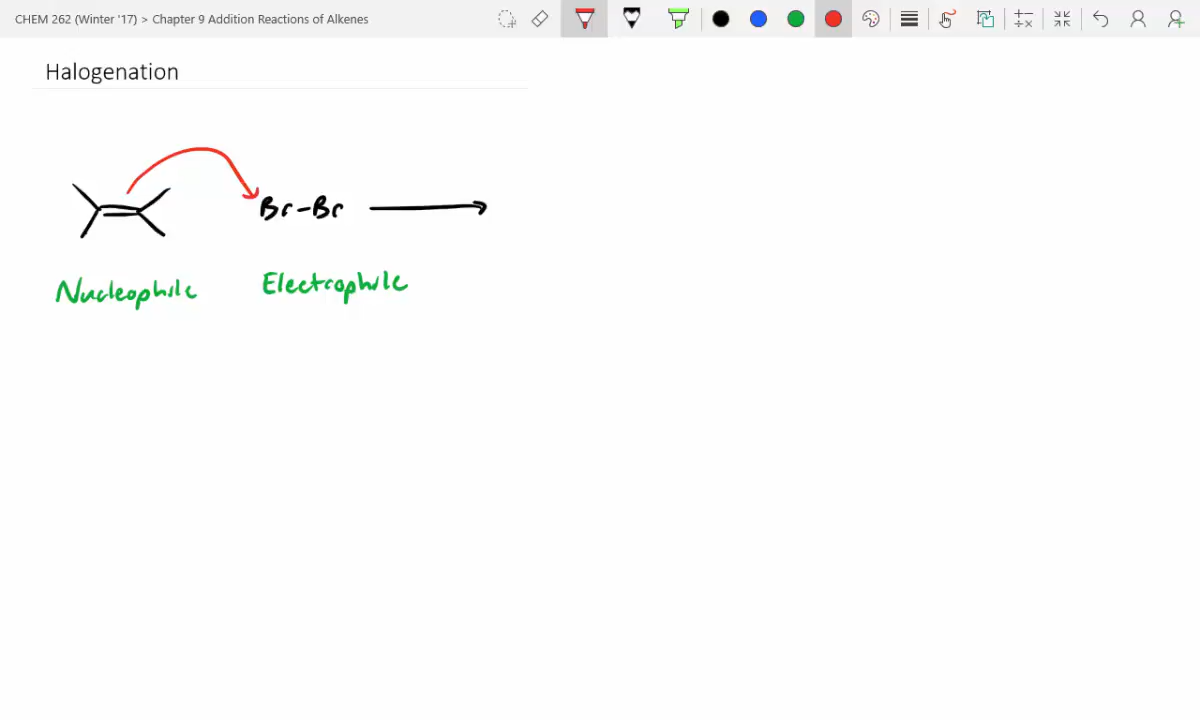 CHEM 262 (Winter '17) > Chapter 9 Addition Reactions of Alkenes
Halogenation
Br-Br
Nucleophile Electrophile